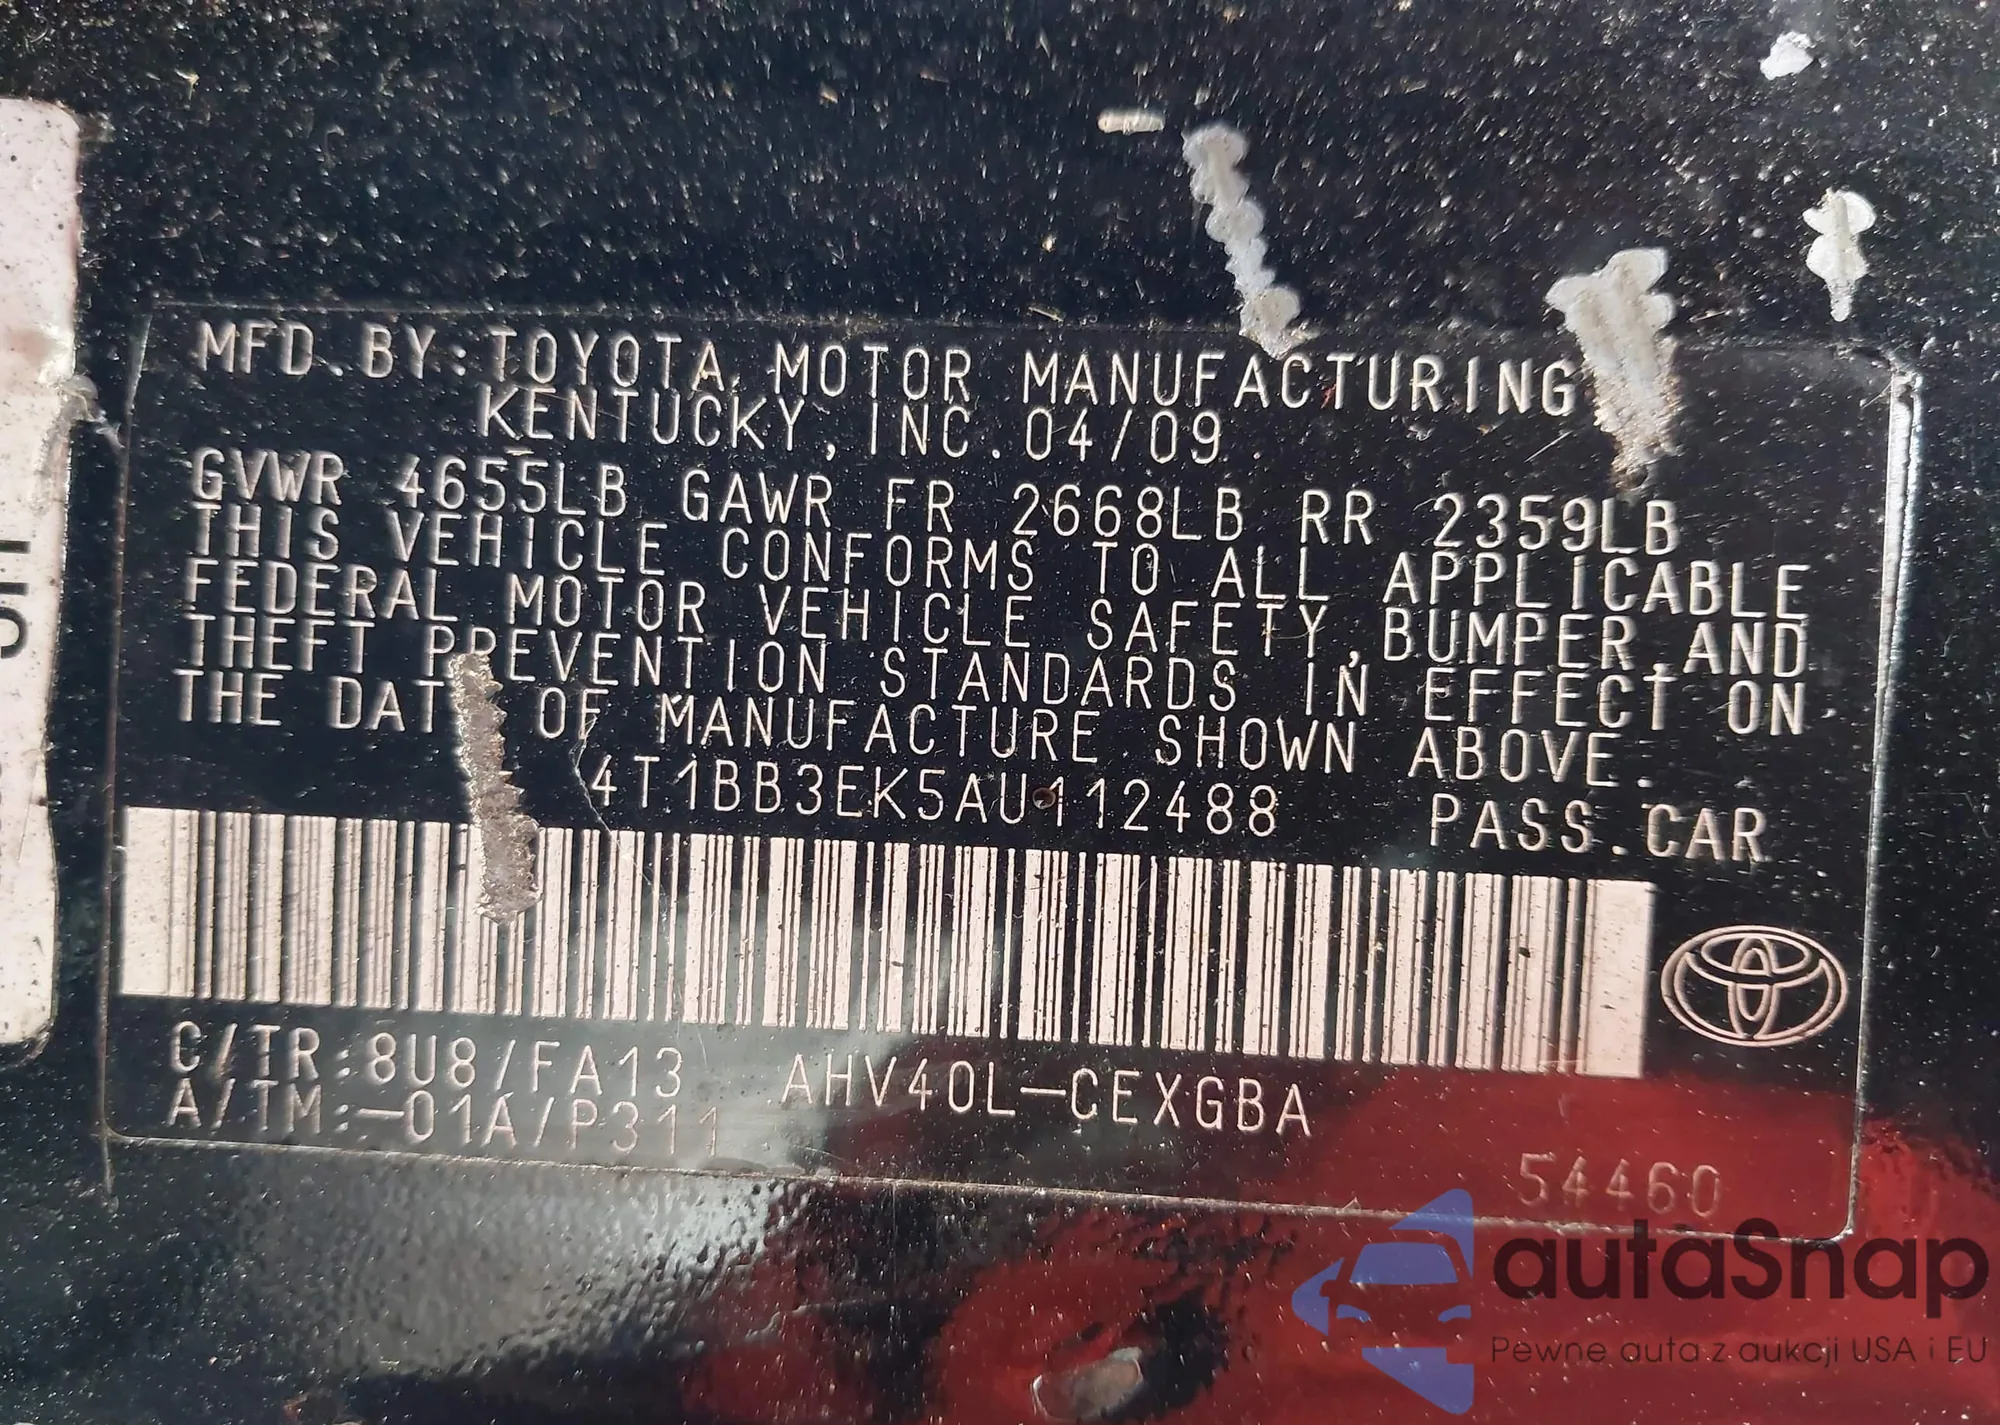 MFD. BY: TOYOTA MOTOR MANUFACTURING
KENTUCKY, INC. 04/09
GVWR 4655LB GAWR FR 2668LB RR 2359LB
THIS VEHICLE CONFORMS TO ALL APPLICABLE
FEDERAL MOTOR VEHICLE SAFETY, BUMPER, AND
THEFT PREVENTION STANDARDS IN EFFECT ON
THE DATE OF MANUFACTURE SHOWN ABOVE.
4T1BB3EK5AU112488 PASS. CAR
C/TR: 8U8/FA13 AHV40L-CEXGBA
A/TM: -01A/P311
54460
autaSnap
Pewne auta z aukcji USA i EU